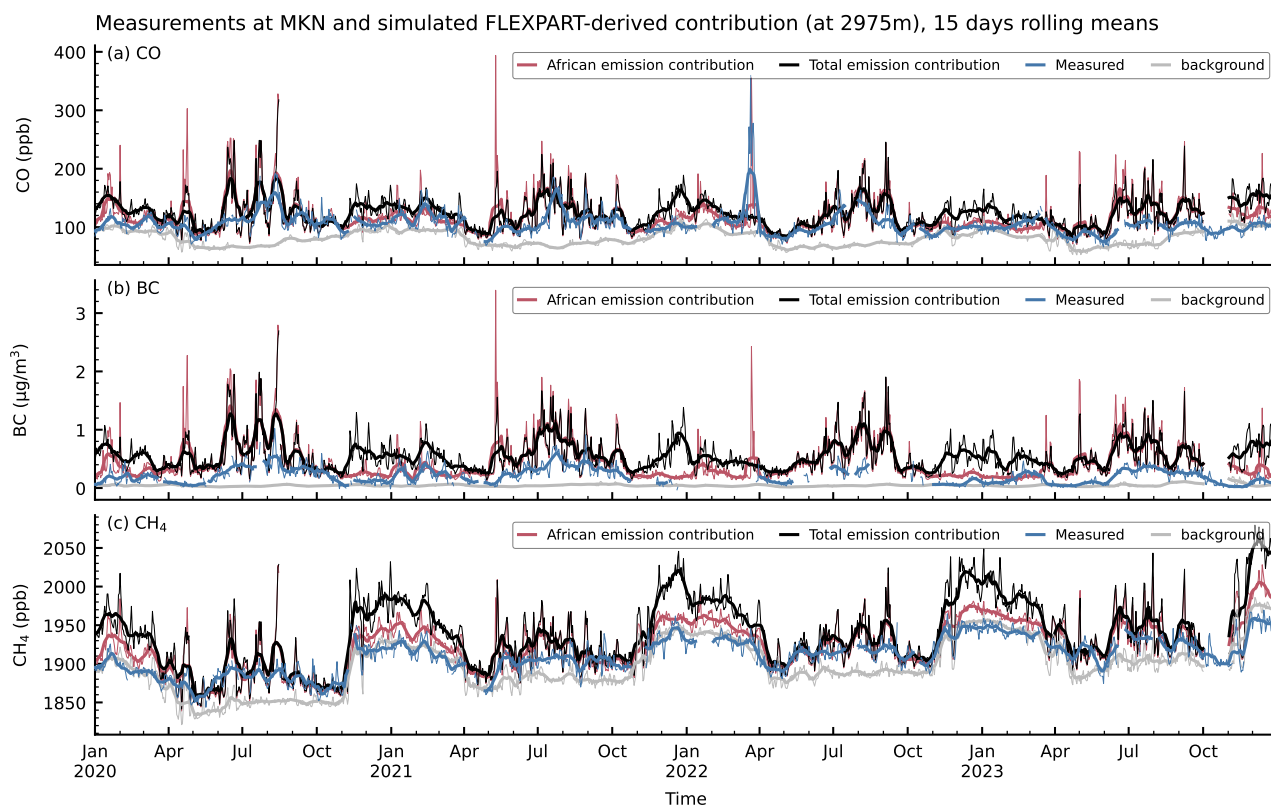 Measurements at MKN and simulated FLEXPART-derived contribution (at 2975m), 15 days rolling means
(a) CO
African emission contribution Total emission contribution Measured background
CO (ppb)
400
300
200
100
(b) BC
African emission contribution Total emission contribution Measured background
BC (µg/m³)
3
2
1
0
(c) CH₄
African emission contribution Total emission contribution Measured background
CH₄ (ppb)
2050
2000
1950
1900
1850
Jan Apr Jul Oct Jan Apr Jul Oct Jan Apr Jul Oct Jan Apr Jul Oct
2020 2021 2022 2023
Time